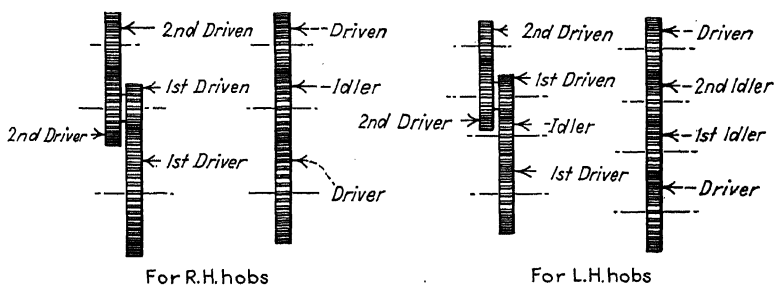 2nd Driven
1st Driven
2nd Driver
1st Driver
Driven
Idler
Driver
For R.H. hobs
2nd Driven
1st Driven
2nd Driver
Idler
1st Driver
Driven
2nd Idler
1st Idler
Driver
For L.H. hobs